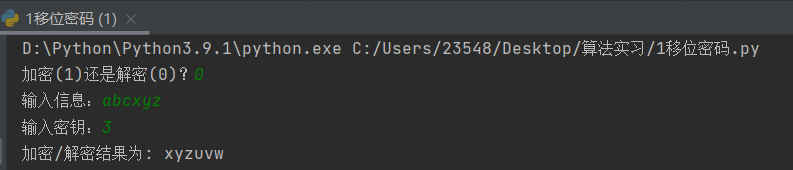 1移位密码 (1)
D:\Python\Python3.9.1\python.exe C:/Users/23548/Desktop/算法实习/1移位密码.py
加密(1)还是解密(0)？0
输入信息：abcxyz
输入密钥：3
加密/解密结果为: xyzuvw